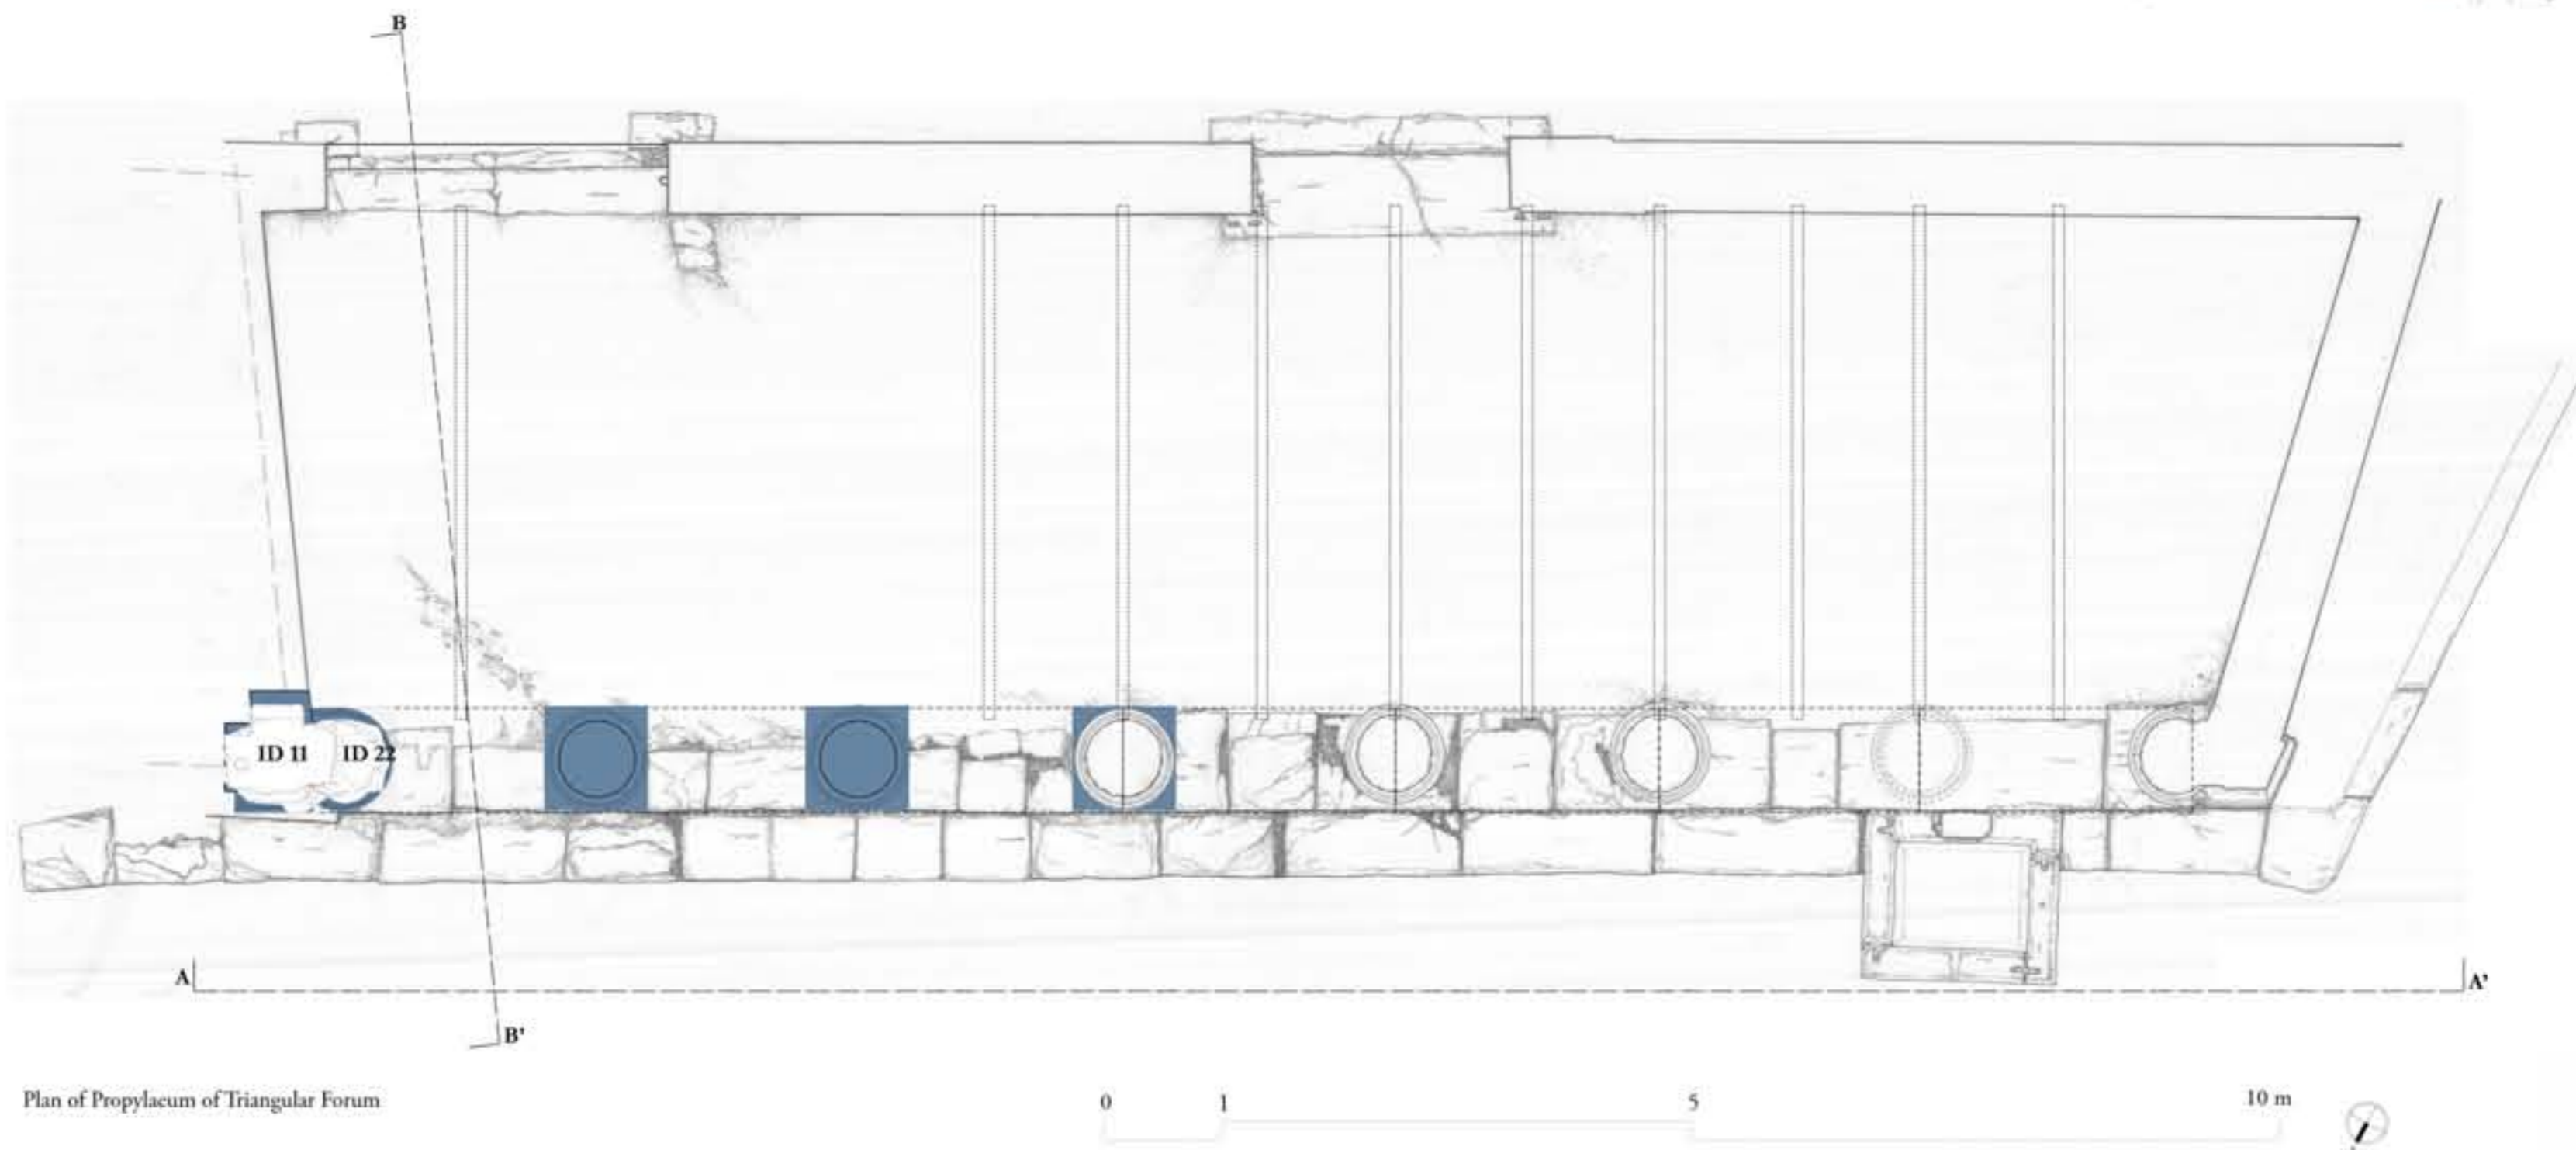 B
ID 11 ID 22
A A'
B'
Plan of Propylaeum of Triangular Forum
0 1 5 10 m